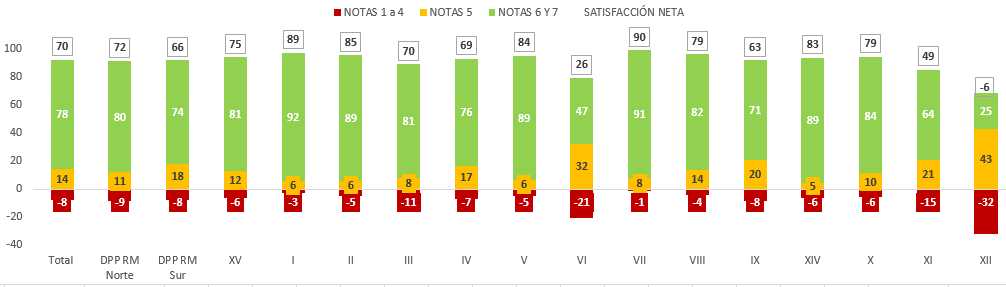 NOTAS 1 a 4 NOTAS 5 NOTAS 6 Y 7 SATISFACCIÓN NETA
100 80 60 40 20 0 -20 -40
70 72 66 75 89 85 70 69 84 26 90 79 63 83 79 49 -6
78 80 74 81 92 89 81 76 89 47 91 82 71 89 84 64 25
14 11 18 12 6 6 8 17 6 32 8 14 20 5 10 21 43
-8 -9 -8 -6 -3 -5 -11 -7 -5 -21 -1 -4 -8 -6 -6 -15 -32
Total DPP RM DPP RM XV I II III IV V VI VII VIII IX XIV X XI XII
Norte Sur